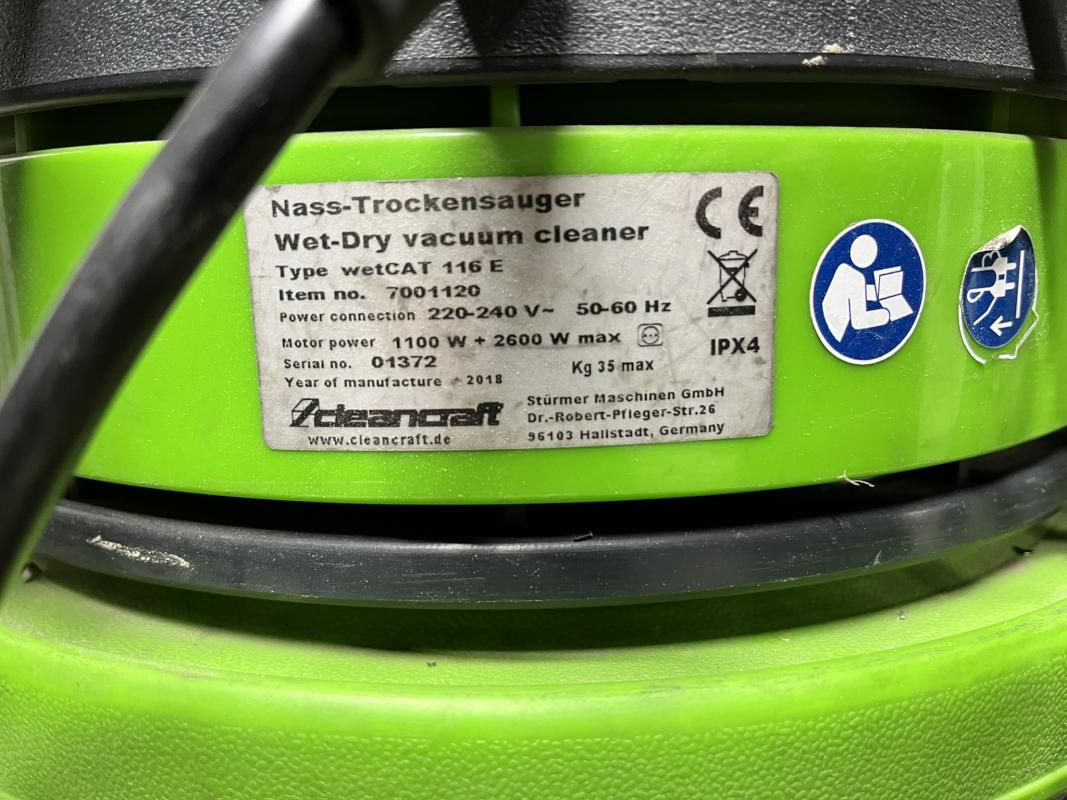 Nass-Trockensauger
Wet-Dry vacuum cleaner
Type wetCAT 116 E
Item no. 7001120
Power connection 220-240 V~ 50-60 Hz
Motor power 1100 W + 2600 W max
Serial no. 01372
Kg 35 max
Year of manufacture 2018
CE
IPX4
cleancraft
www.cleancraft.de
Stürmer Maschinen GmbH
Dr.-Robert-Pfleger-Str.26
96103 Hallstadt, Germany